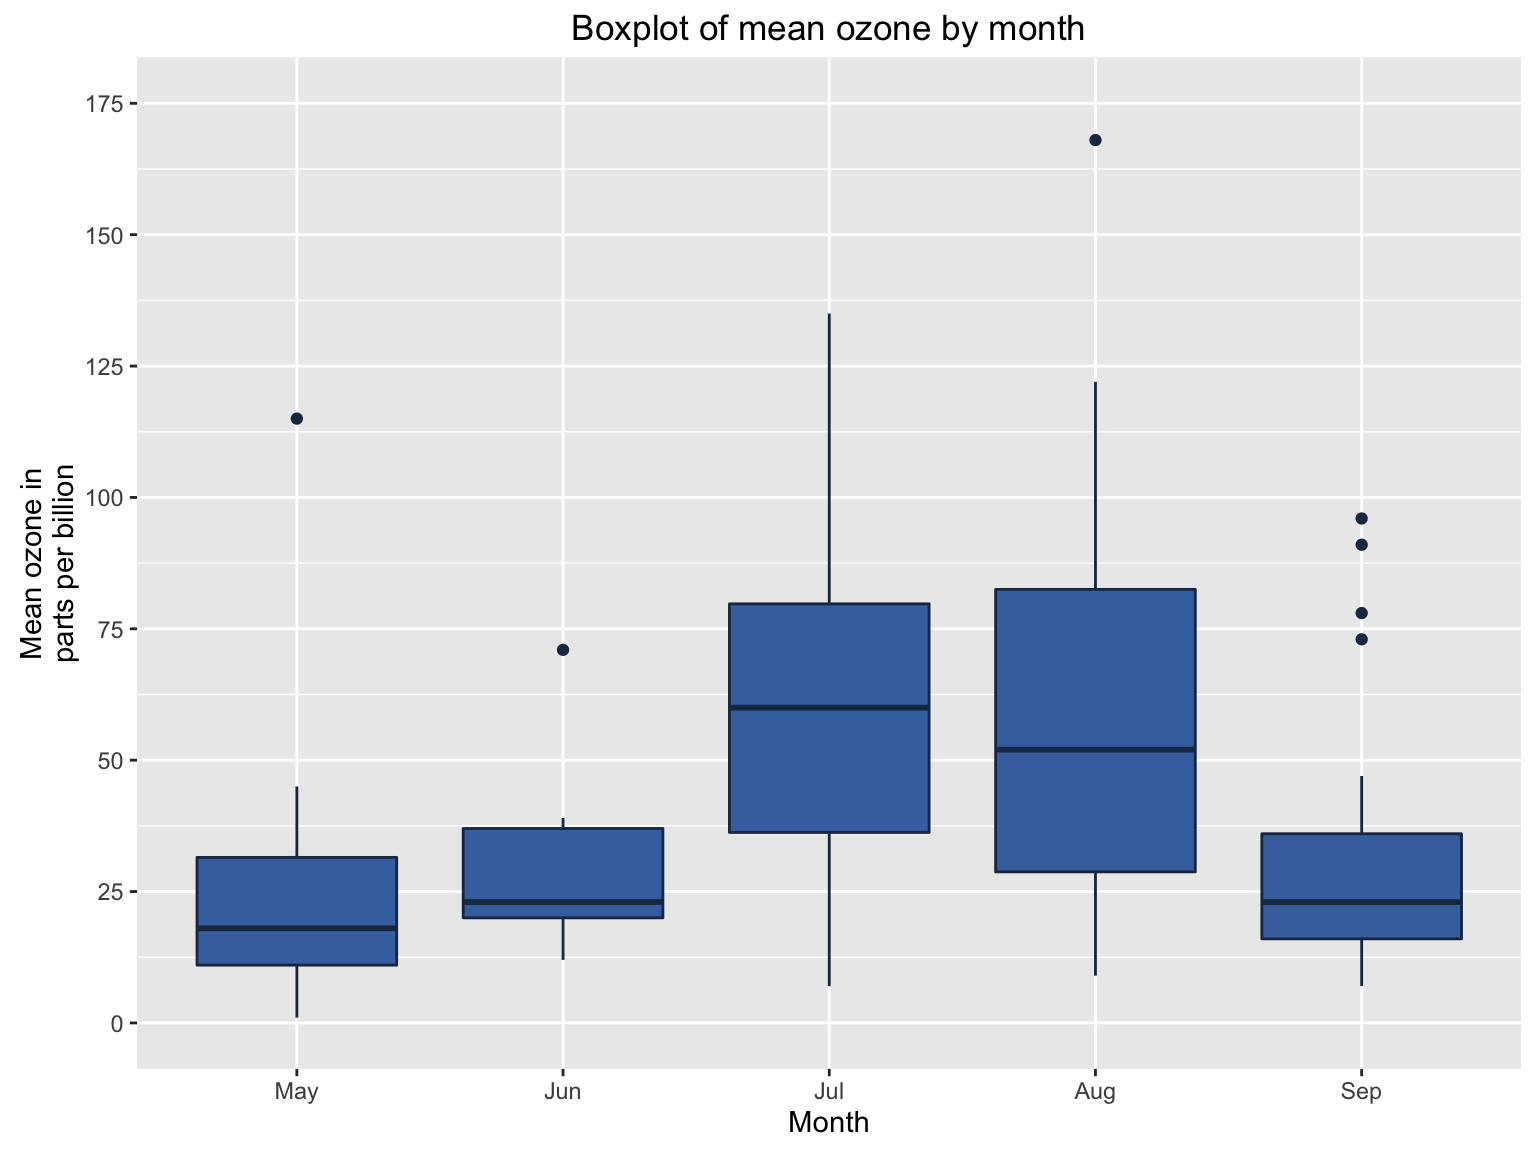 Boxplot of mean ozone by month
Mean ozone in
parts per billion
175
150
125
100
75
50
25
0
May
Jun
Jul
Aug
Sep
Month